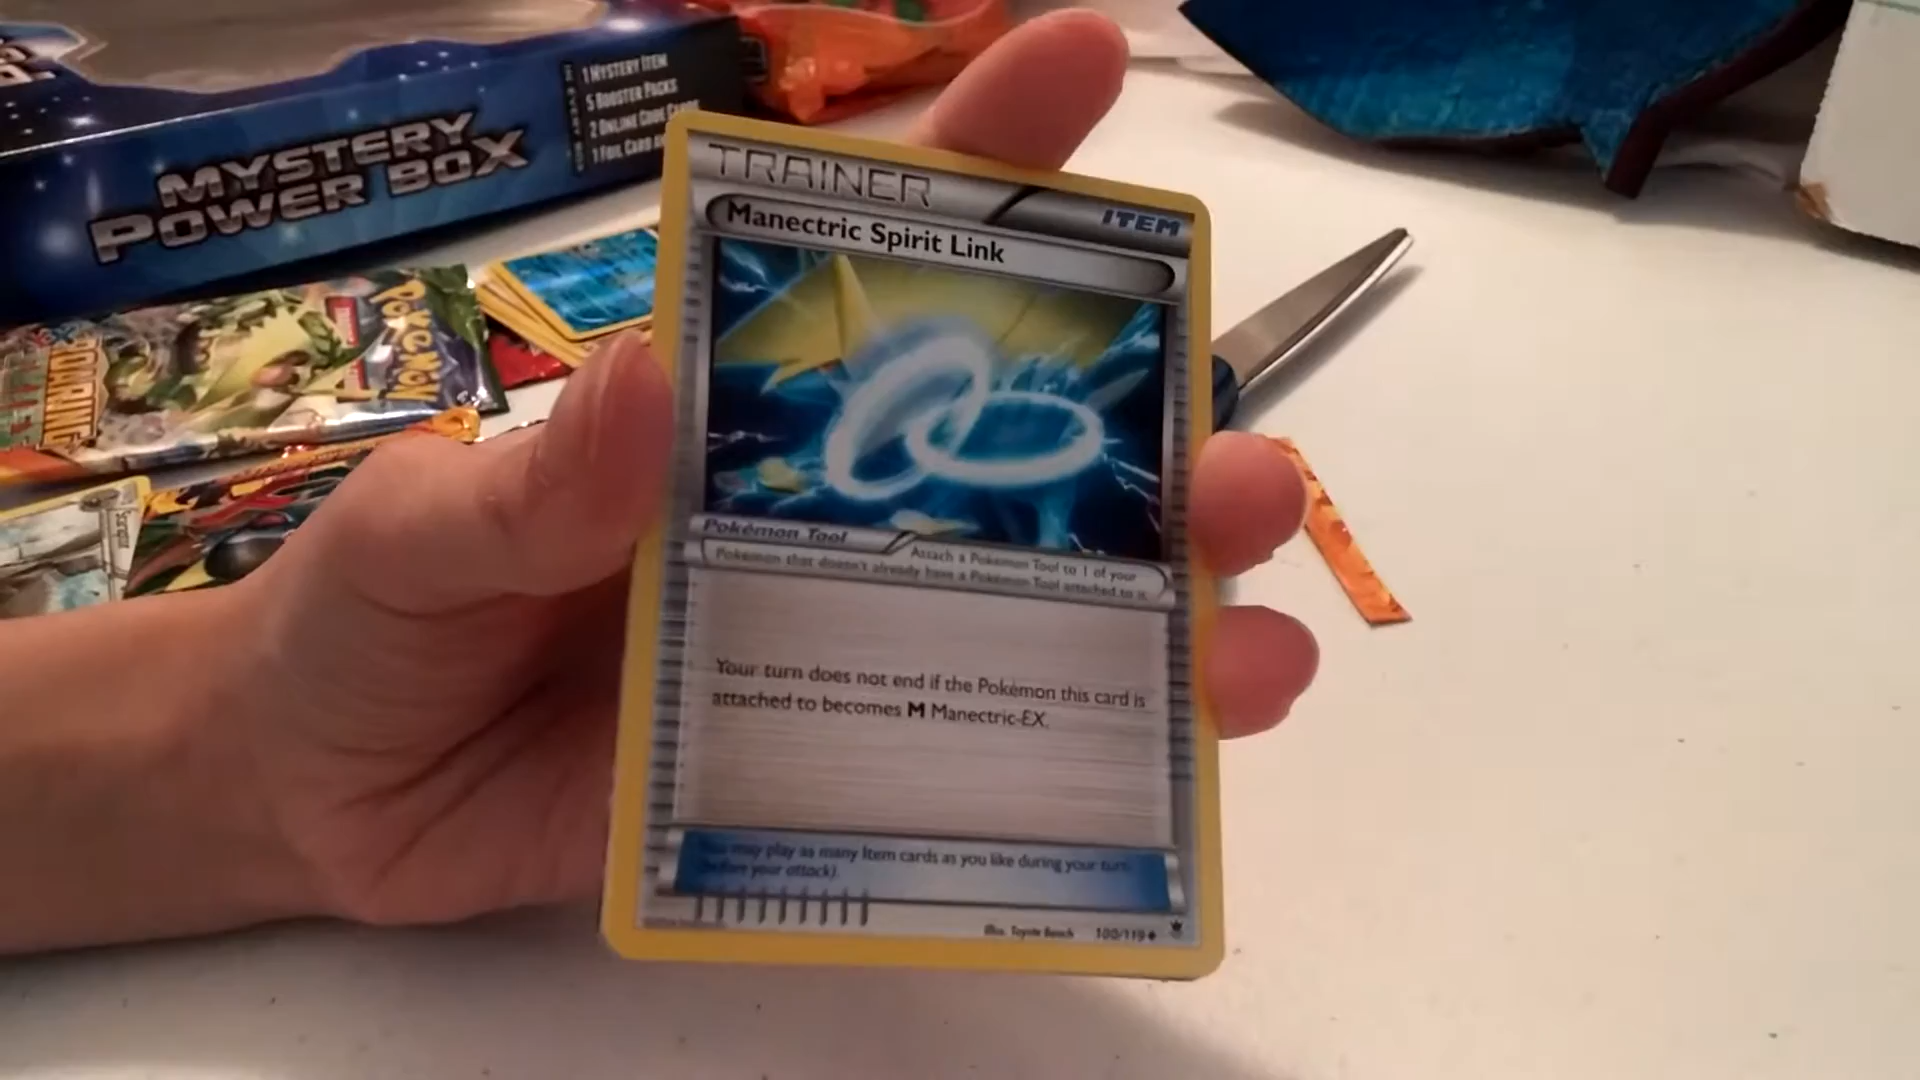 1 MYSTERY ITEM
5 BOOSTER PACKS
2 ONLINE CODE CARDS
1 FOIL CARD
MYSTERY
POWER BOX
POKéMON
TRAINER
ITEM
Manectric Spirit Link
Pokémon Tool
Attach a Pokémon Tool to 1 of your
Pokémon that doesn't already have a Pokémon Tool attached to it.
Your turn does not end if the Pokémon this card is
attached to becomes M Manectric-EX.
You may play as many Item cards as you like during your turn
(before your attack).
Illus. Toyste Beach
100/119